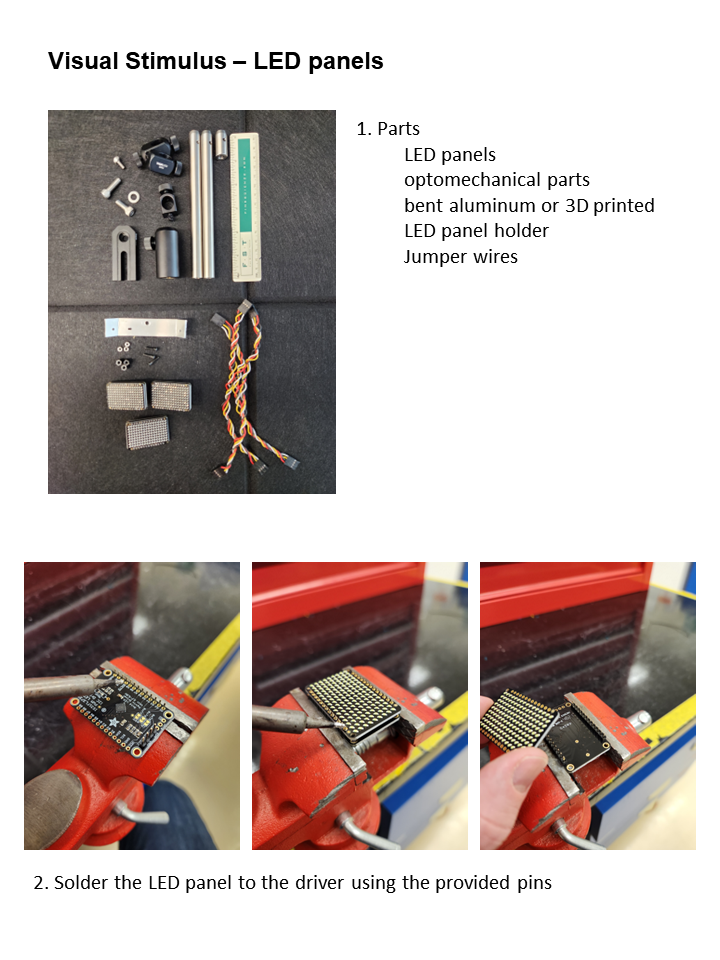 Visual Stimulus – LED panels
1. Parts
LED panels
optomechanical parts
bent aluminum or 3D printed
LED panel holder
Jumper wires
F S T
2. Solder the LED panel to the driver using the provided pins